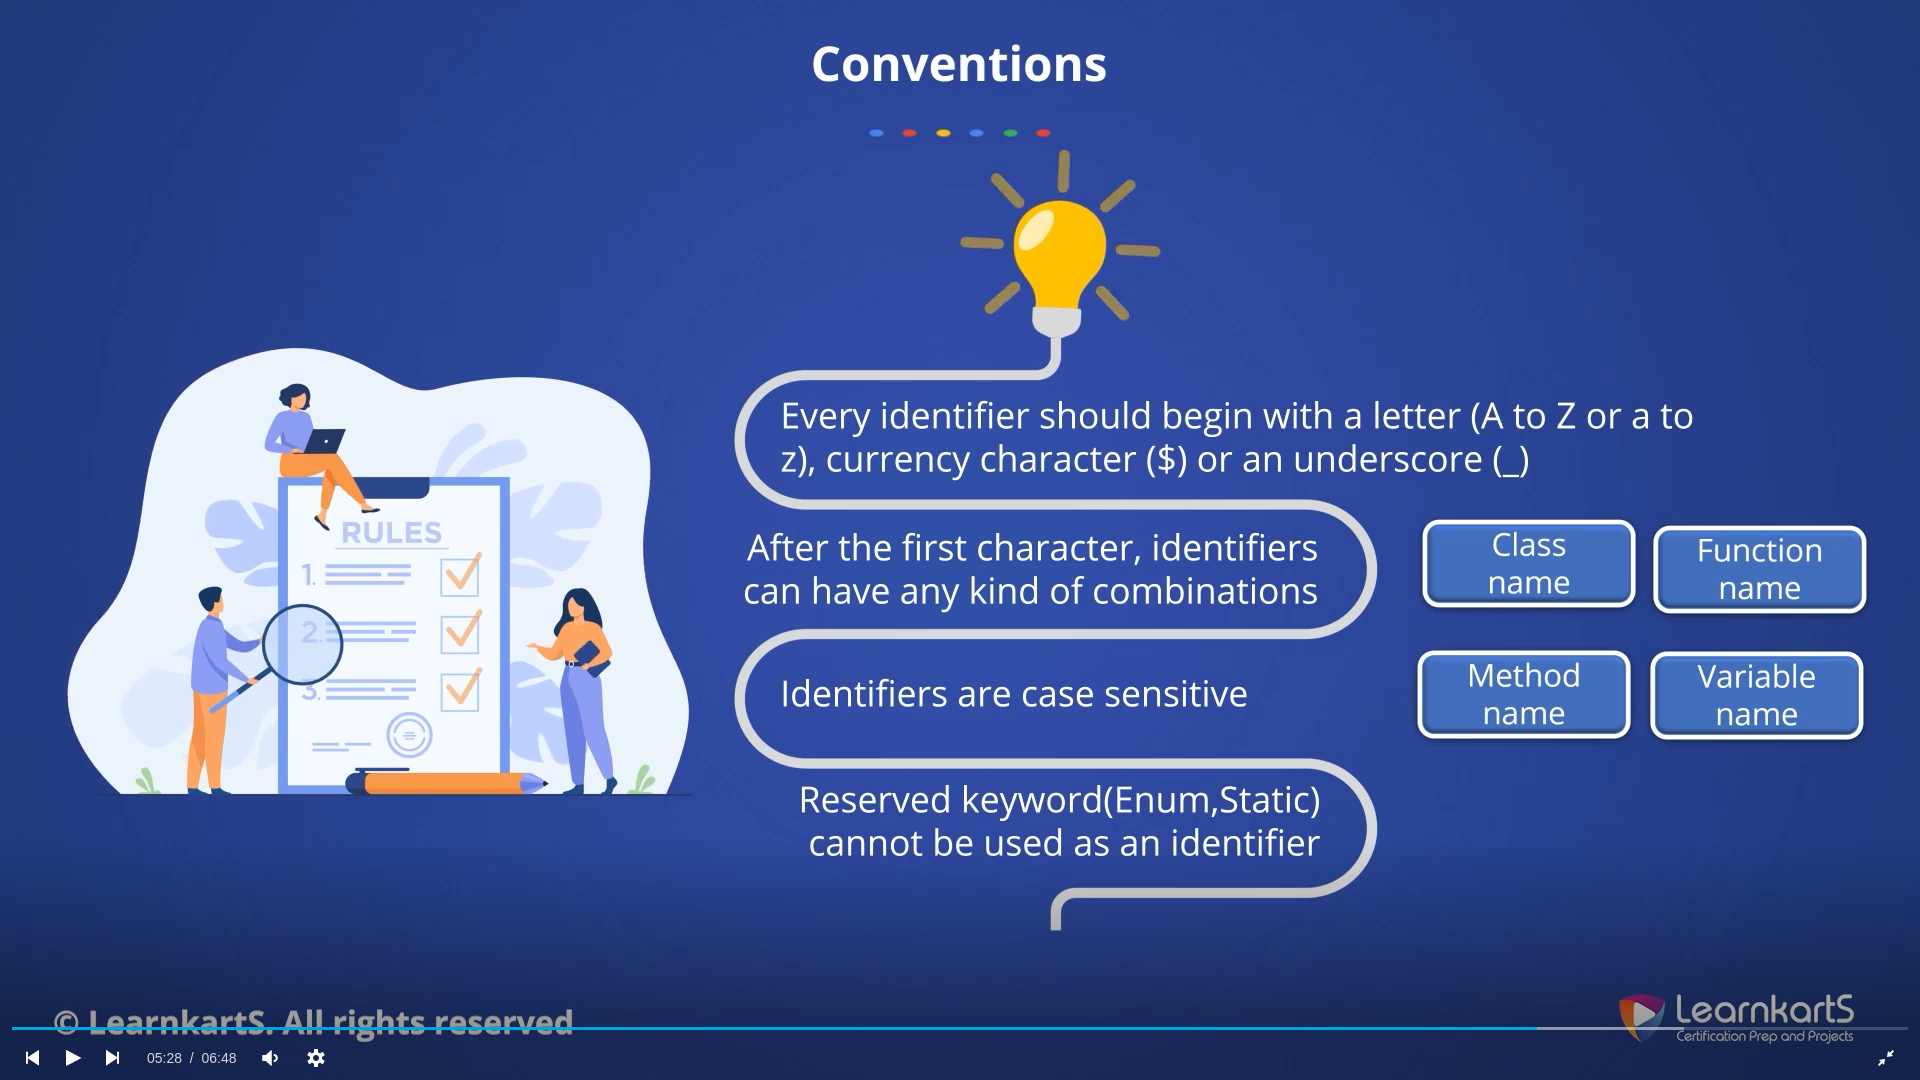 Conventions
Every identifier should begin with a letter (A to Z or a to
z), currency character ($) or an underscore (_)
After the first character, identifiers
can have any kind of combinations
Identifiers are case sensitive
Reserved keyword(Enum,Static)
cannot be used as an identifier
Class
name
Function
name
Method
name
Variable
name
RULES
1.
2.
3.
© LearnkartS. All rights reserved
LearnkartS
Certification Prep and Projects
05:28 / 06:48